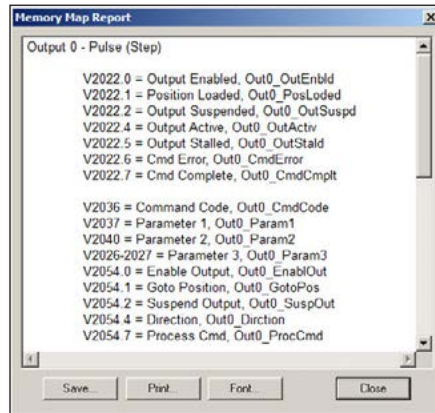 Memory Map Report
Output 0 - Pulse (Step)
V2022.0 = Output Enabled, Out0_OutEnbld
V2022.1 = Position Loaded, Out0_PosLoded
V2022.2 = Output Suspended, Out0_OutSuspd
V2022.4 = Output Active, Out0_OutActiv
V2022.5 = Output Stalled, Out0_OutStald
V2022.6 = Cmd Error, Out0_CmdError
V2022.7 = Cmd Complete, Out0_CmdCmplt
V2036 = Command Code, Out0_CmdCode
V2037 = Parameter 1, Out0_Param1
V2040 = Parameter 2, Out0_Param2
V2026-2027 = Parameter 3, Out0_Param3
V2054.0 = Enable Output, Out0_EnablOut
V2054.1 = Goto Position, Out0_GotoPos
V2054.2 = Suspend Output, Out0_SuspOut
V2054.4 = Direction, Out0_Dirction
V2054.7 = Process Cmd, Out0_ProcCmd
Save... Print... Font... Close